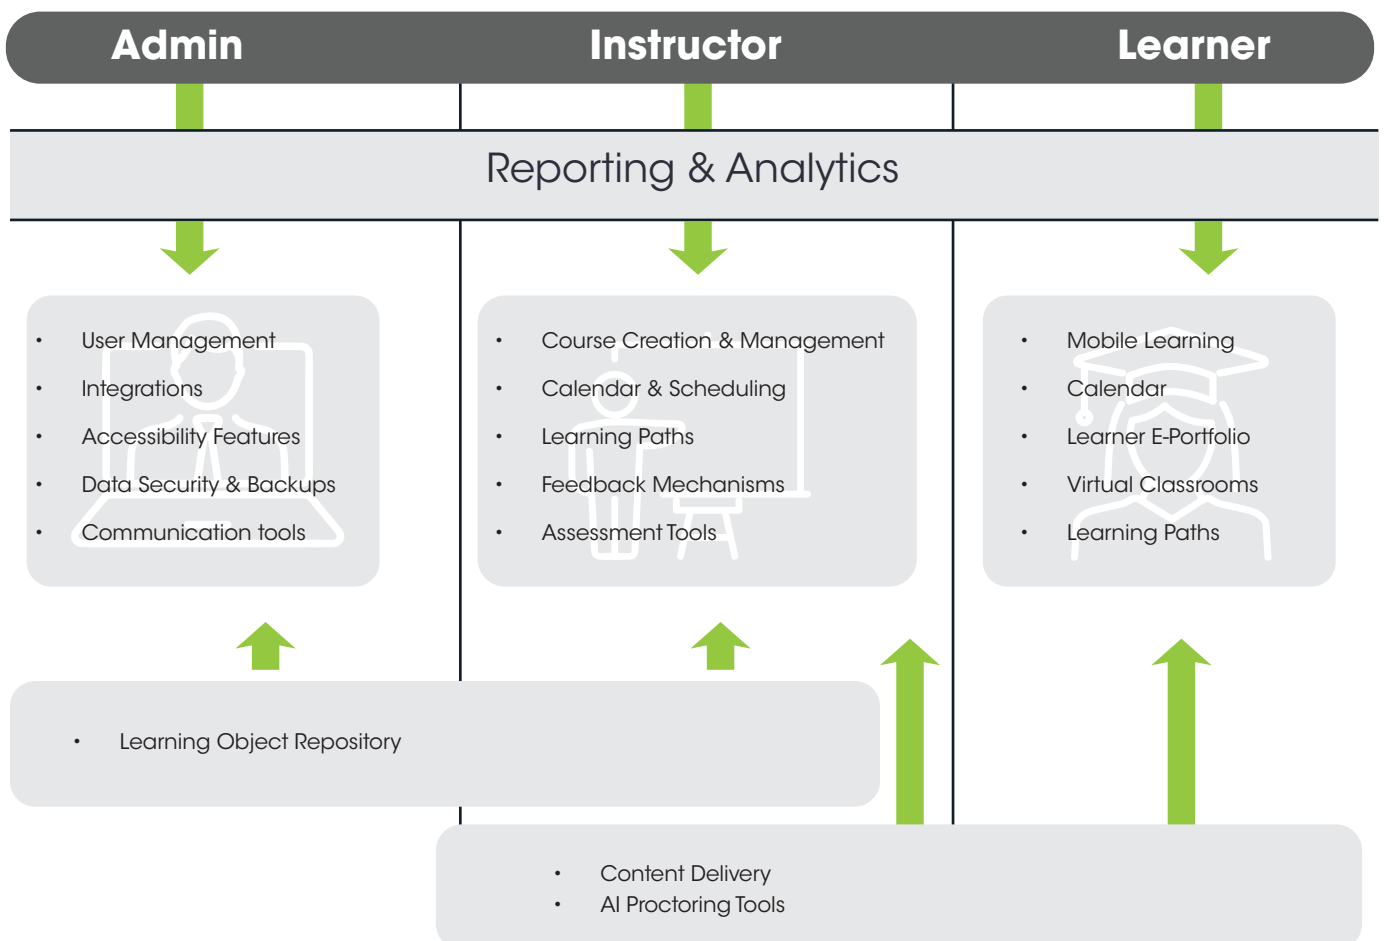 Admin
Instructor
Learner
Reporting & Analytics
• User Management
• Integrations
• Accessibility Features
• Data Security & Backups
• Communication tools
• Course Creation & Management
• Calendar & Scheduling
• Learning Paths
• Feedback Mechanisms
• Assessment Tools
• Mobile Learning
• Calendar
• Learner E-Portfolio
• Virtual Classrooms
• Learning Paths
• Learning Object Repository
• Content Delivery
• AI Proctoring Tools